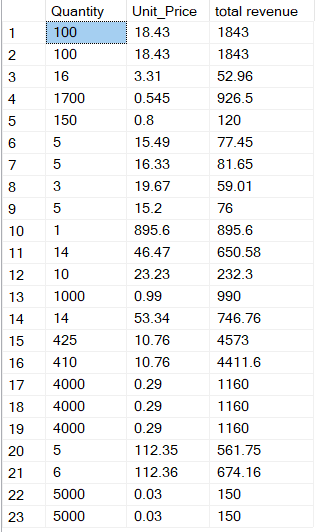 Quantity Unit_Price total revenue
1 100 18.43 1843
2 100 18.43 1843
3 16 3.31 52.96
4 1700 0.545 926.5
5 150 0.8 120
6 5 15.49 77.45
7 5 16.33 81.65
8 3 19.67 59.01
9 5 15.2 76
10 1 895.6 895.6
11 14 46.47 650.58
12 10 23.23 232.3
13 1000 0.99 990
14 14 53.34 746.76
15 425 10.76 4573
16 410 10.76 4411.6
17 4000 0.29 1160
18 4000 0.29 1160
19 4000 0.29 1160
20 5 112.35 561.75
21 6 112.36 674.16
22 5000 0.03 150
23 5000 0.03 150